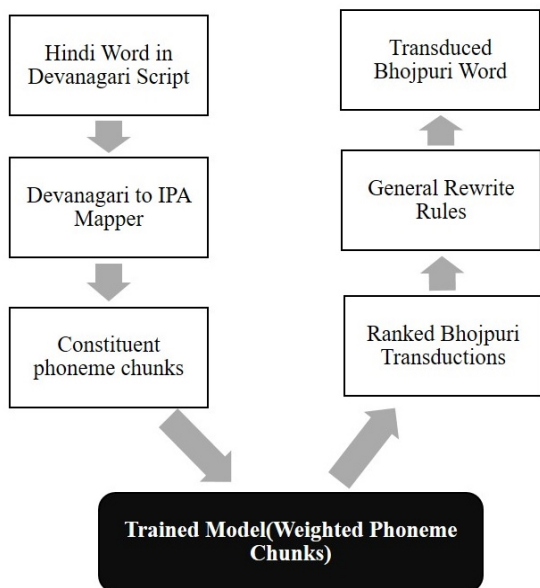 Hindi Word in
Devanagari Script
Devanagari to IPA
Mapper
Constituent
phoneme chunks
Trained Model(Weighted Phoneme
Chunks)
Ranked Bhojpuri
Transductions
General Rewrite
Rules
Transduced
Bhojpuri Word